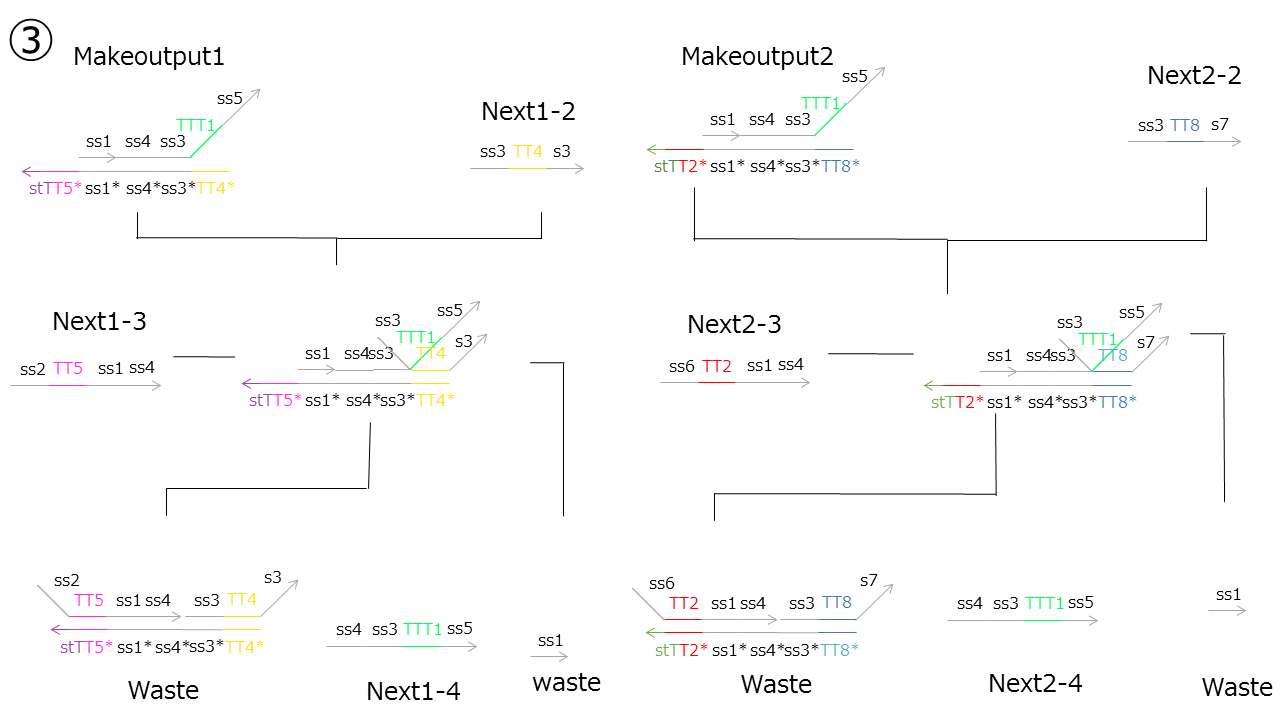 ③
Makeoutput1
ss5
TTT1
ss1 ss4 ss3
stTT5* ss1* ss4* ss3* TT4*
Next1-2
ss3 TT4 s3
Makeoutput2
ss5
TTT1
ss1 ss4 ss3
stTT2* ss1* ss4* ss3* TT8*
Next2-2
ss3 TT8 s7
Next1-3
ss2 TT5 ss1 ss4
ss3 ss5
TTT1 s3
ss1 ss4 ss3 TT4
stTT5* ss1* ss4* ss3* TT4*
Next2-3
ss6 TT2 ss1 ss4
ss3 ss5
TTT1 s7
ss1 ss4 ss3 TT8
stTT2* ss1* ss4* ss3* TT8*
ss2 s3
TT5 ss1 ss4 ss3 TT4
stTT5* ss1* ss4* ss3* TT4*
Waste
ss4 ss3 TTT1 ss5
Next1-4
ss1
waste
ss6 s7
TT2 ss1 ss4 ss3 TT8
stTT2* ss1* ss4* ss3* TT8*
Waste
ss4 ss3 TTT1 ss5
Next2-4
ss1
Waste